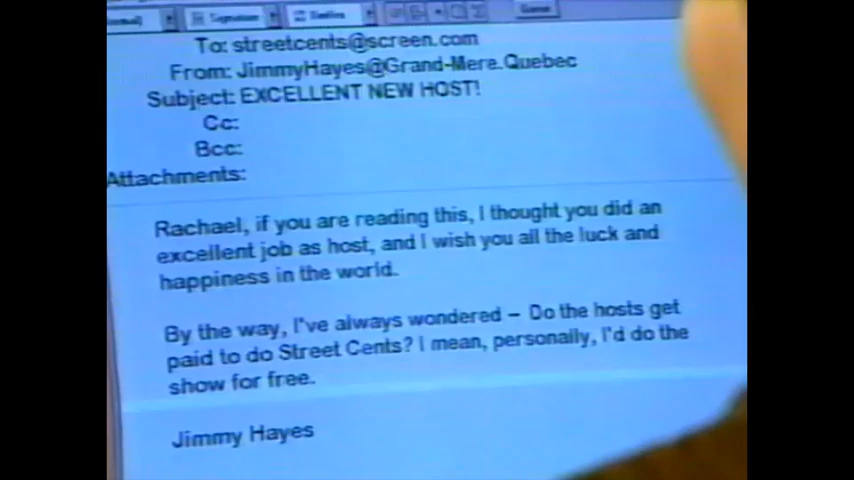 To: streetcents@screen.com
From: JimmyHayes@Grand-Mere.Quebec
Subject: EXCELLENT NEW HOST!
Cc:
Bcc:
Attachments:
Rachael, if you are reading this, I thought you did an
excellent job as host, and I wish you all the luck and
happiness in the world.
By the way, I've always wondered – Do the hosts get
paid to do Street Cents? I mean, personally, I'd do the
show for free.
Jimmy Hayes